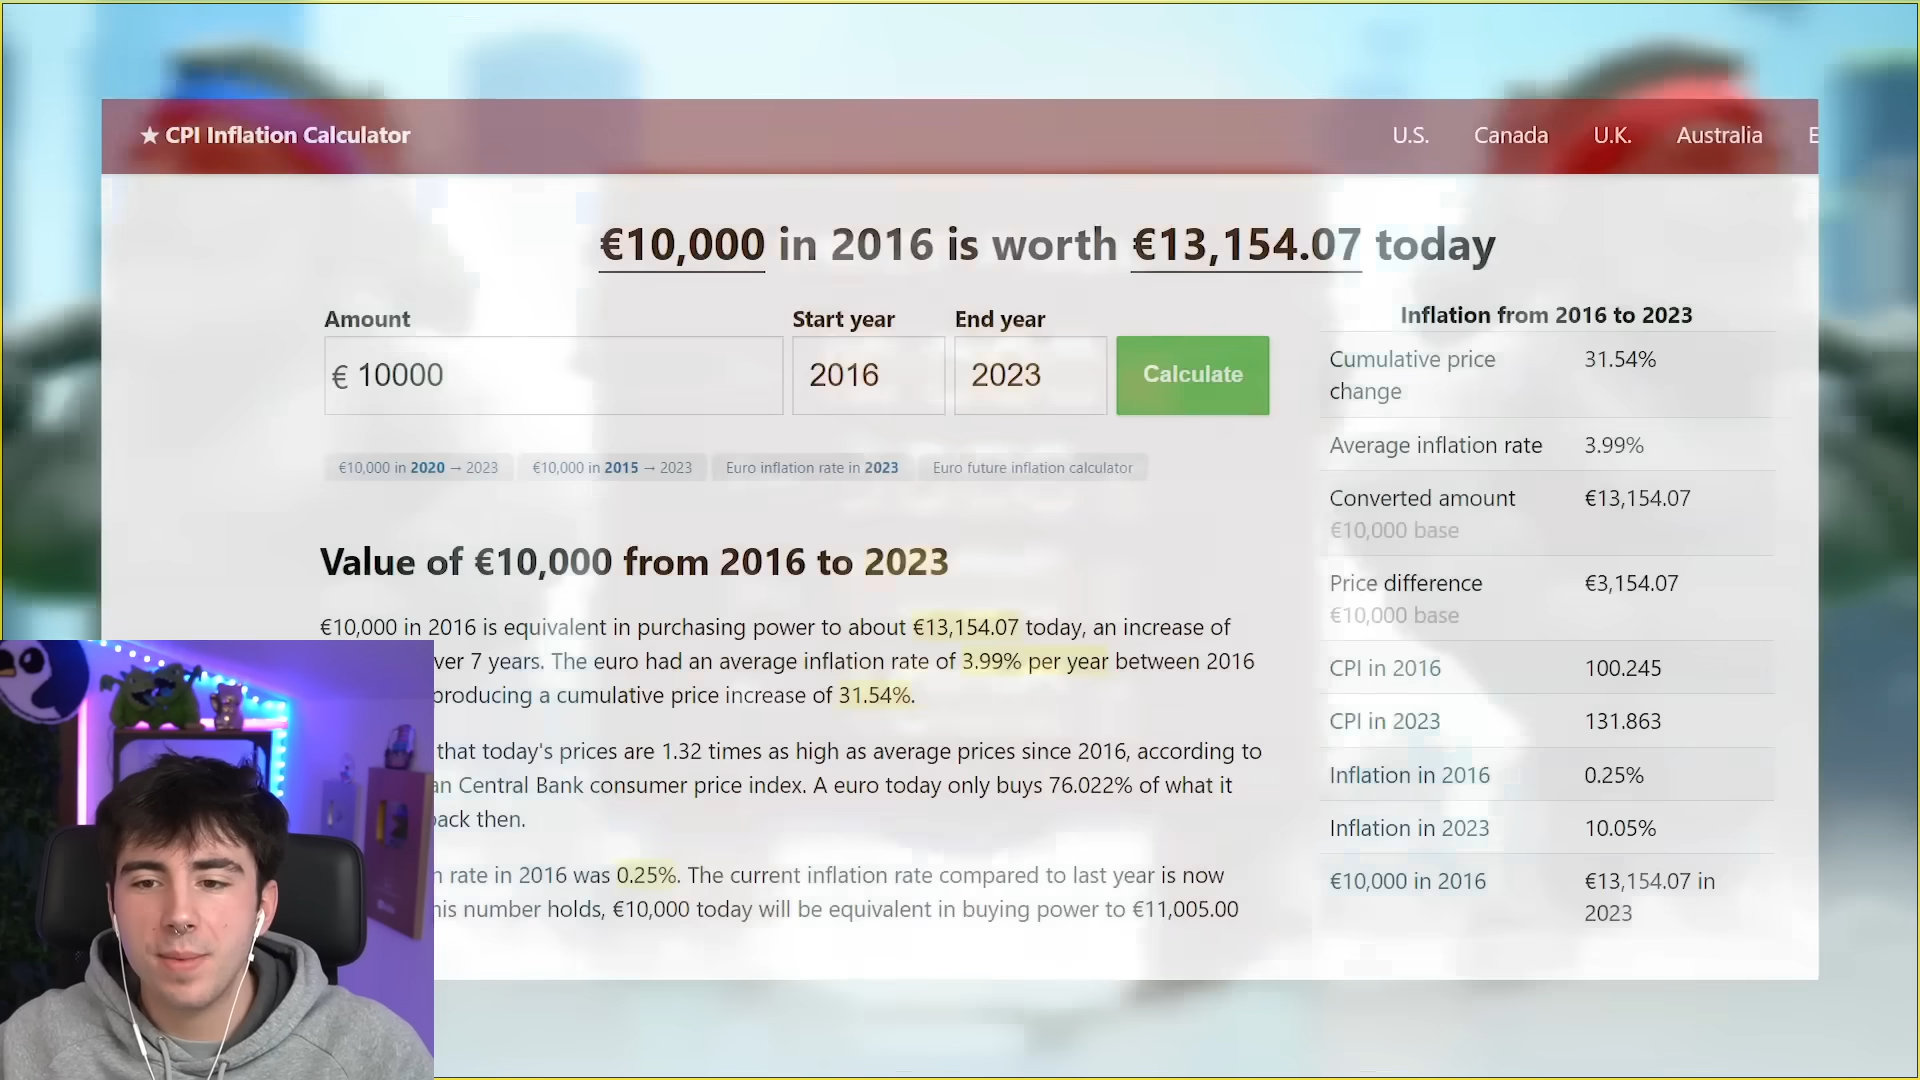 ★ CPI Inflation Calculator
U.S. Canada U.K. Australia E
€10,000 in 2016 is worth €13,154.07 today
Amount
€ 10000
Start year
2016
End year
2023
Calculate
€10,000 in 2020 → 2023
€10,000 in 2015 → 2023
Euro inflation rate in 2023
Euro future inflation calculator
Value of €10,000 from 2016 to 2023
€10,000 in 2016 is equivalent in purchasing power to about €13,154.07 today, an increase of
ver 7 years. The euro had an average inflation rate of 3.99% per year between 2016
producing a cumulative price increase of 31.54%.
that today's prices are 1.32 times as high as average prices since 2016, according to
an Central Bank consumer price index. A euro today only buys 76.022% of what it
back then.
n rate in 2016 was 0.25%. The current inflation rate compared to last year is now
his number holds, €10,000 today will be equivalent in buying power to €11,005.00
Inflation from 2016 to 2023
Cumulative price change 31.54%
Average inflation rate 3.99%
Converted amount €13,154.07
€10,000 base
Price difference €3,154.07
€10,000 base
CPI in 2016 100.245
CPI in 2023 131.863
Inflation in 2016 0.25%
Inflation in 2023 10.05%
€10,000 in 2016 €13,154.07 in 2023